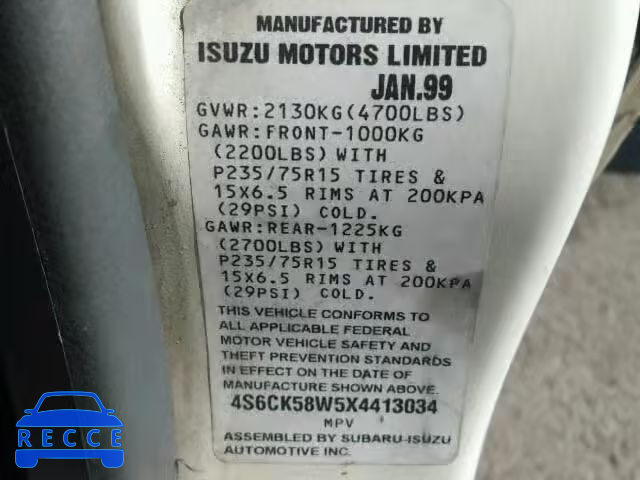 MANUFACTURED BY
ISUZU MOTORS LIMITED
JAN.99
GVWR:2130KG(4700LBS)
GAWR:FRONT-1000KG
(2200LBS) WITH
P235/75R15 TIRES &
15X6.5 RIMS AT 200KPA
(29PSI) COLD.
GAWR:REAR-1225KG
(2700LBS) WITH
P235/75R15 TIRES &
15X6.5 RIMS AT 200KPA
(29PSI) COLD.
THIS VEHICLE CONFORMS TO
ALL APPLICABLE FEDERAL
MOTOR VEHICLE SAFETY AND
THEFT PREVENTION STANDARDS
IN EFFECT ON THE DATE OF
MANUFACTURE SHOWN ABOVE.
4S6CK58W5X4413034
MPV
ASSEMBLED BY SUBARU-ISUZU
AUTOMOTIVE INC.
RECCE